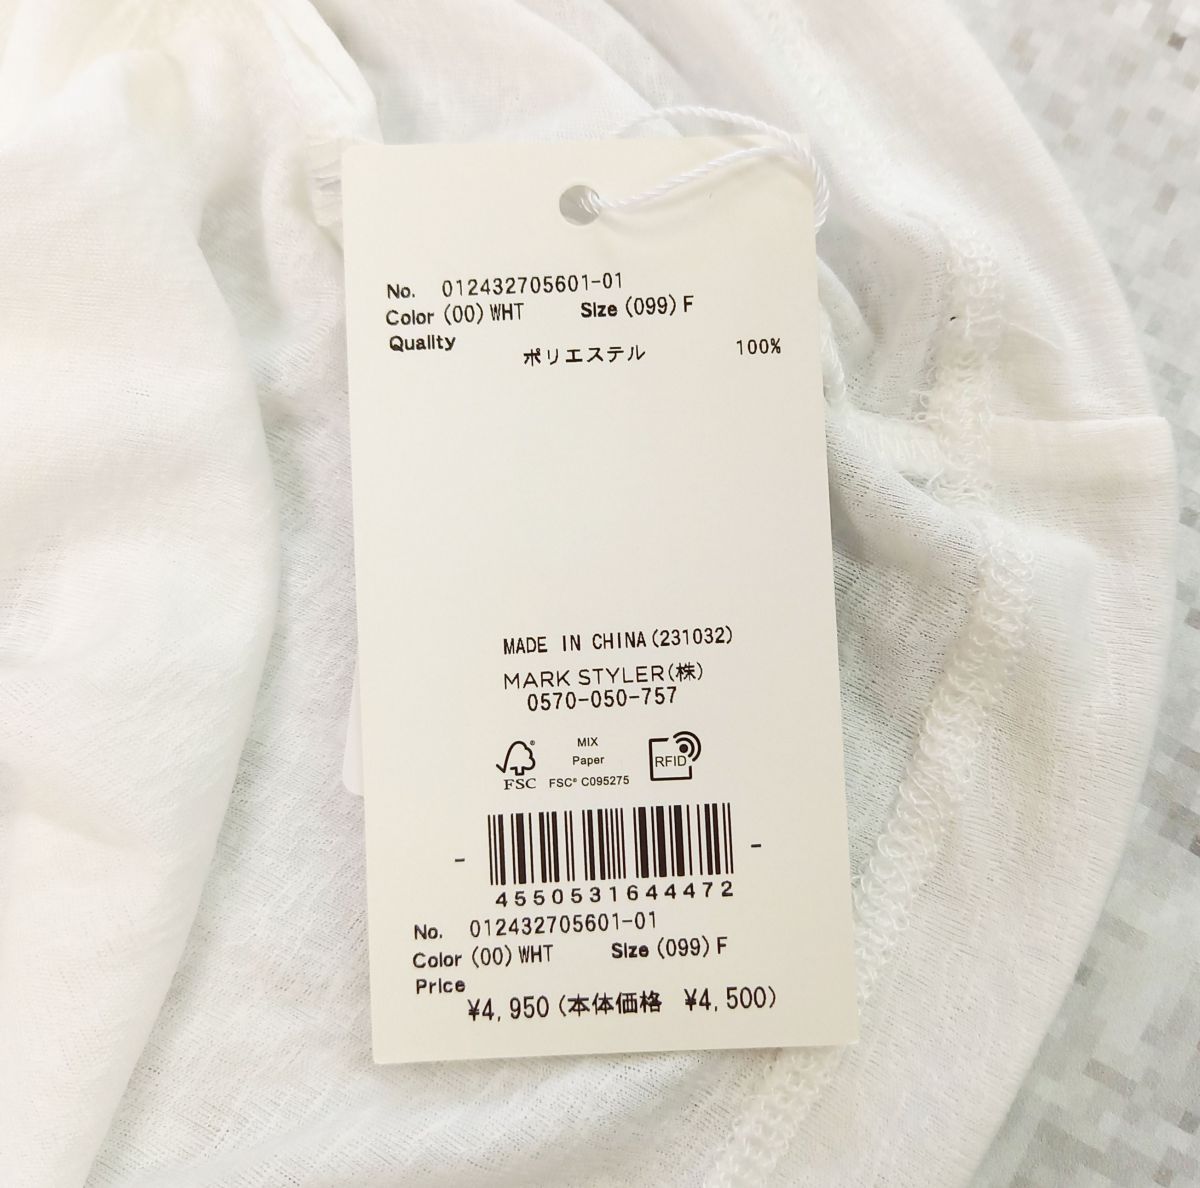 No. 012432705601-01
Color (00) WHT Size (099) F
Quality
ポリエステル 100%
MADE IN CHINA (231032)
MARK STYLER(株)
0570-050-757
FSC
MIX
Paper
FSC® C095275
RFID
- -
4550531644472
No. 012432705601-01
Color (00) WHT Size (099) F
Price
¥4,950 (本体価格 ¥4,500)